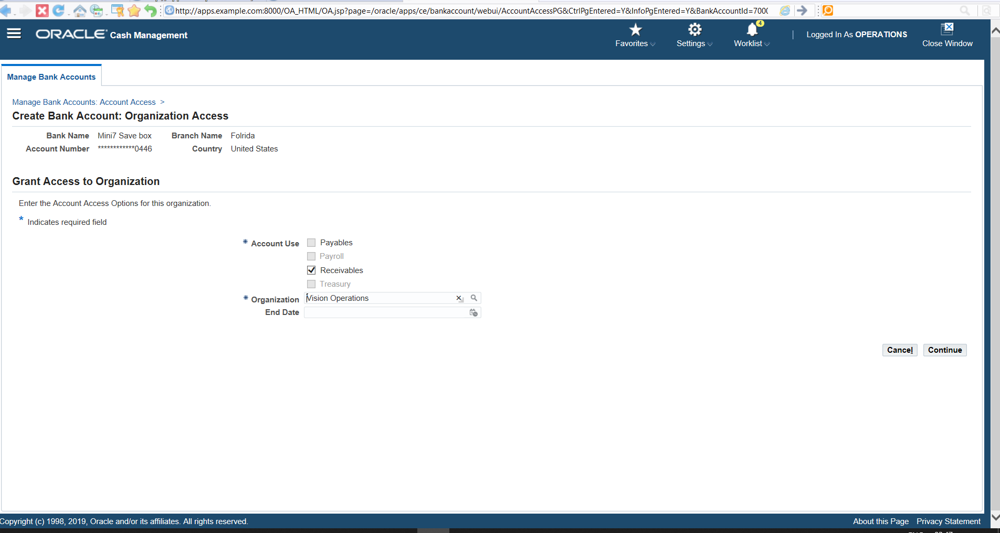 http://apps.example.com:8000/OA_HTML/OA.jsp?page=/oracle/apps/ce/bankaccount/webui/AccountAccessPG&CtrlPgEntered=Y&InfoPgEntered=Y&BankAccountId=700(
ORACLE Cash Management
Favorites
Settings
4
Worklist
Logged In As OPERATIONS
Close Window
Manage Bank Accounts
Manage Bank Accounts: Account Access >
Create Bank Account: Organization Access
Bank Name Mini7 Save box Branch Name Folrida
Account Number ************0446 Country United States
Grant Access to Organization
Enter the Account Access Options for this organization.
* Indicates required field
* Account Use Payables
Payroll
Receivables
Treasury
* Organization Vision Operations
End Date
Cancel Continue
Copyright (c) 1998, 2019, Oracle and/or its affiliates. All rights reserved.
About this Page Privacy Statement